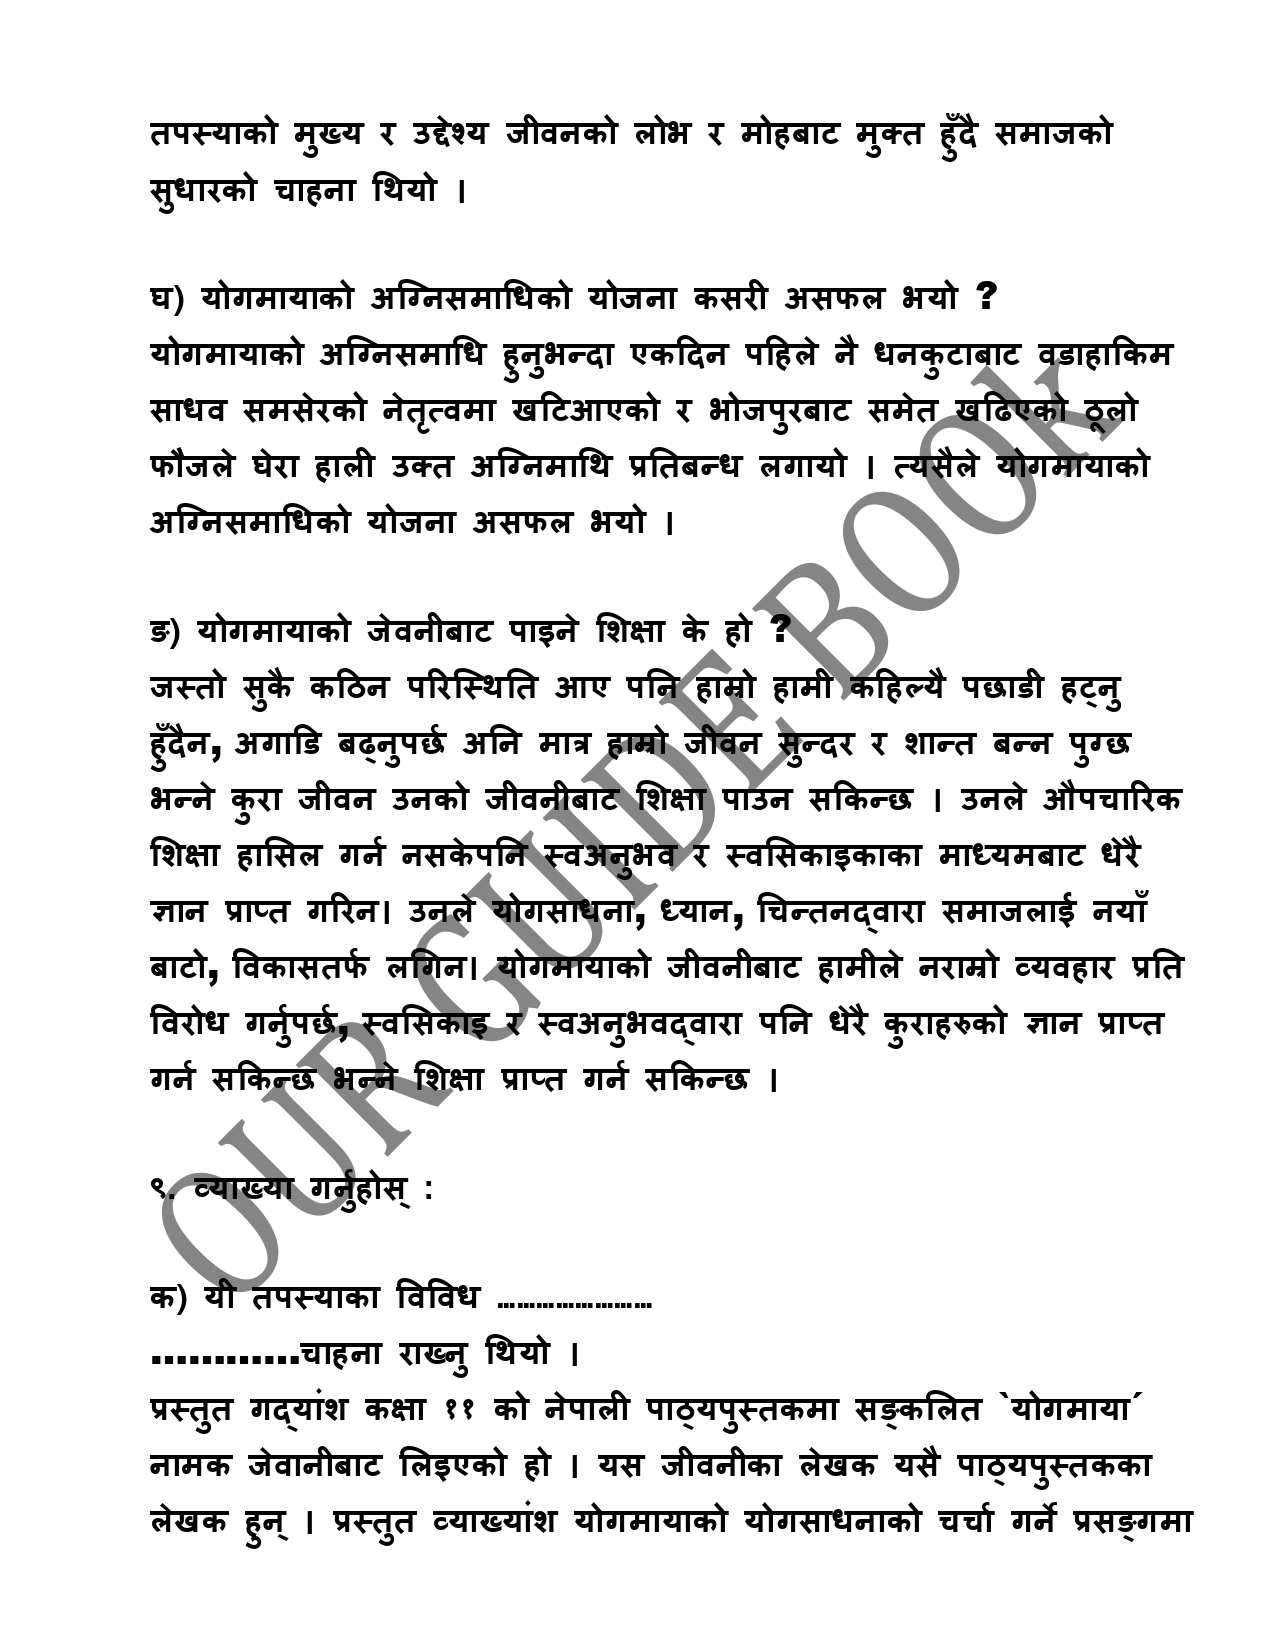 तपस्याको मुख्य र उद्देश्य जीवनको लोभ र मोहबाट मुक्त हुँदै समाजको
सुधारको चाहना थियो ।
घ) योगमायाको अग्निसमाधिको योजना कसरी असफल भयो ?
योगमायाको अग्निसमाधि हुनुभन्दा एकदिन पहिले नै धनकुटाबाट वडाहाकिम
साधव समसेरको नेतृत्वमा खटिआएको र भोजपुरबाट समेत खढिएको ठूलो
फौजले घेरा हाली उक्त अग्निमाथि प्रतिबन्ध लगायो । त्यसैले योगमायाको
अग्निसमाधिको योजना असफल भयो ।
ङ) योगमायाको जेवनीबाट पाइने शिक्षा के हो ?
जस्तो सुकै कठिन परिस्थिति आए पनि हाम्रो हामी कहिल्यै पछाडी हट्नु
हुँदैन, अगाडि बढ्नुपर्छ अनि मात्र हाम्रो जीवन सुन्दर र शान्त बन्न पुग्छ
भन्ने कुरा जीवन उनको जीवनीबाट शिक्षा पाउन सकिन्छ । उनले औपचारिक
शिक्षा हासिल गर्न नसकेपनि स्वअनुभव र स्वसिकाइकाका माध्यमबाट धेरै
ज्ञान प्राप्त गरिन। उनले योगसाधना, ध्यान, चिन्तनद्वारा समाजलाई नयाँ
बाटो, विकासतर्फ लगिन। योगमायाको जीवनीबाट हामीले नराम्रो व्यवहार प्रति
विरोध गर्नुपर्छ, स्वसिकाइ र स्वअनुभवद्वारा पनि धेरै कुराहरुको ज्ञान प्राप्त
गर्न सकिन्छ भन्ने शिक्षा प्राप्त गर्न सकिन्छ ।
९. व्याख्या गर्नुहोस् :
क) यी तपस्याका विविध ........................
............चाहना राख्नु थियो ।
प्रस्तुत गद्यांश कक्षा ११ को नेपाली पाठ्यपुस्तकमा सङ्कलित `योगमाया´
नामक जेवानीबाट लिइएको हो । यस जीवनीका लेखक यसै पाठ्यपुस्तकका
लेखक हुन् । प्रस्तुत व्याख्यांश योगमायाको योगसाधनाको चर्चा गर्ने प्रसङ्गमा
OUR GUIDE BOOk